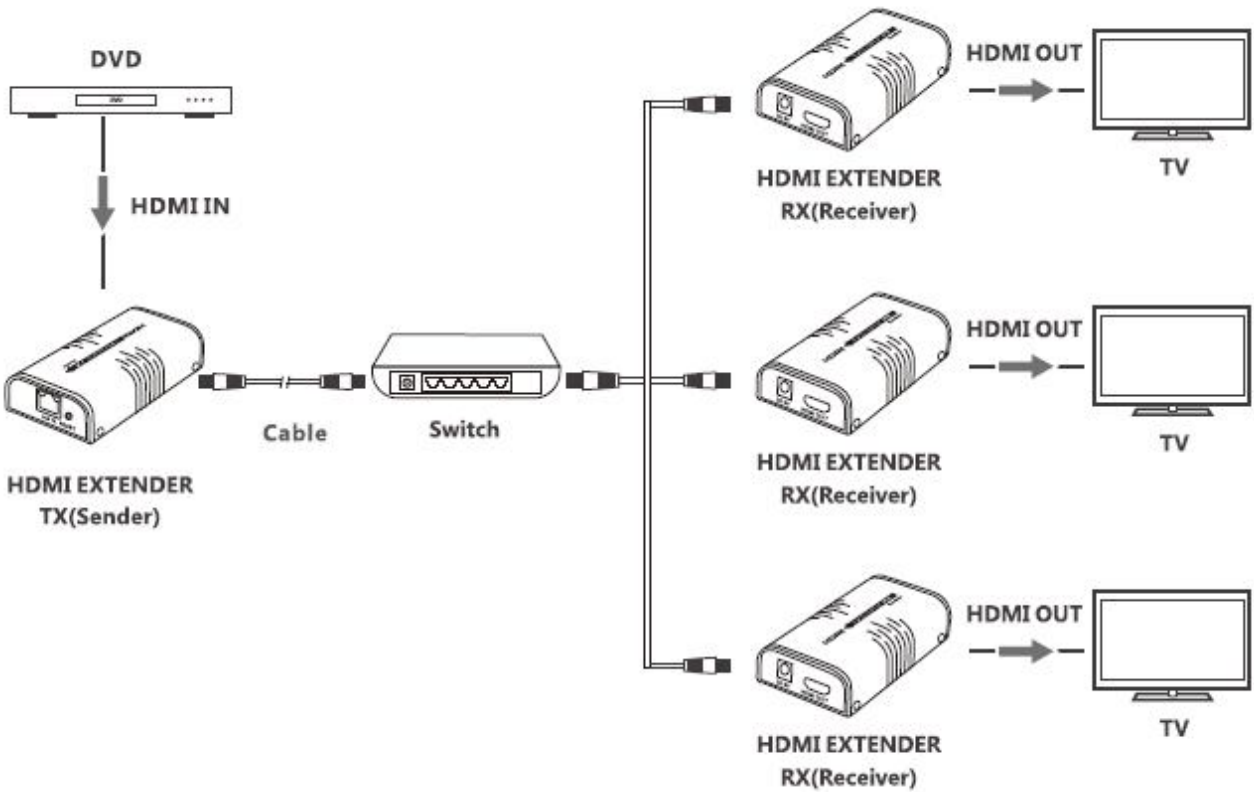 DVD
DVD
HDMI IN
HDMI EXTENDER
TX(Sender)
Cable
Switch
HDMI OUT
TV
HDMI EXTENDER
RX(Receiver)
HDMI OUT
TV
HDMI EXTENDER
RX(Receiver)
HDMI OUT
TV
HDMI EXTENDER
RX(Receiver)